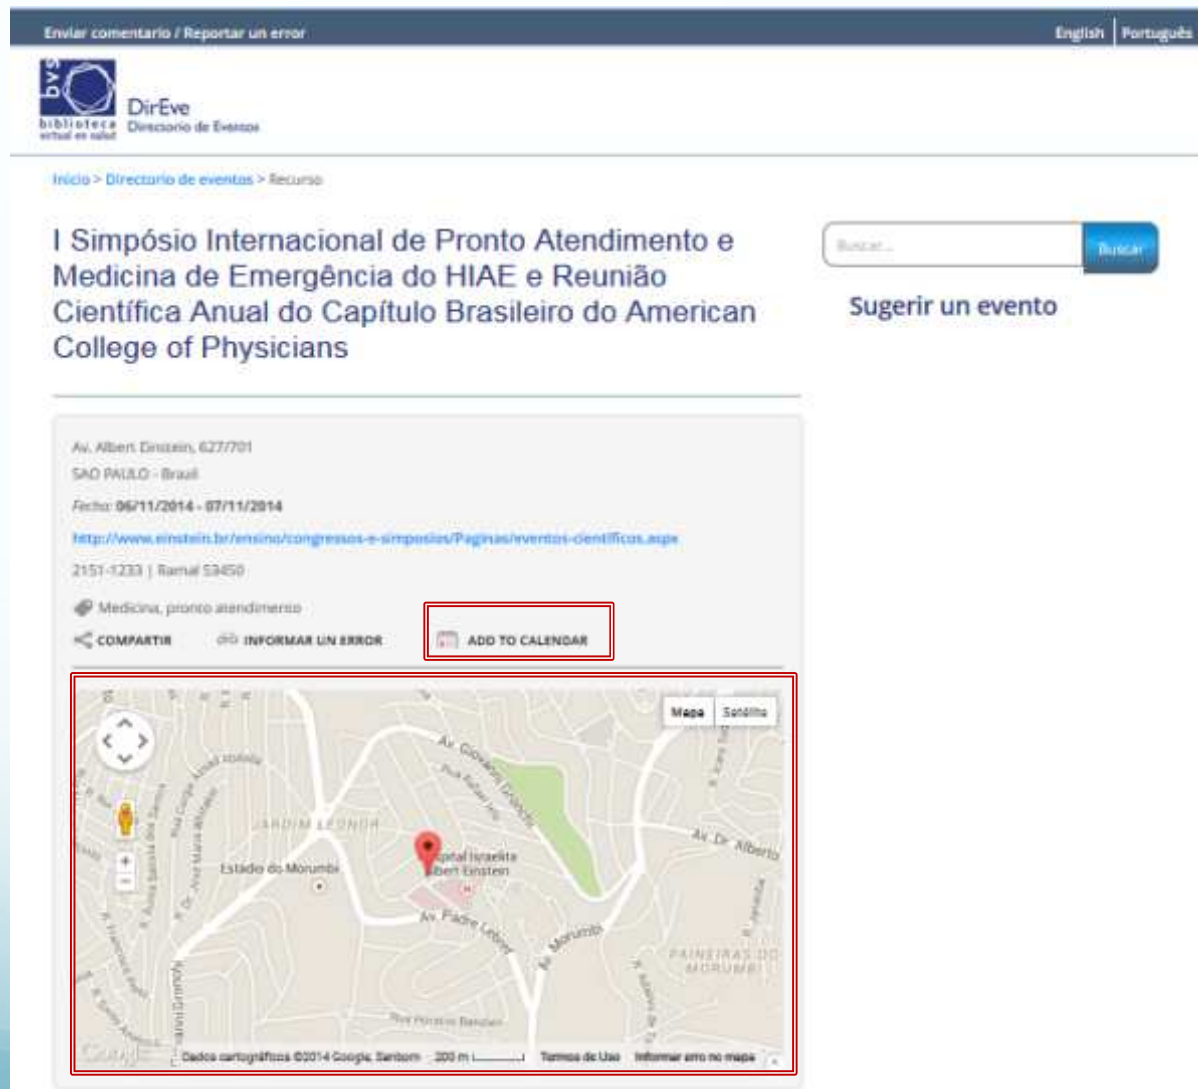 Enviar comentario / Reportar un error
English Português
bvs
biblioteca
virtual en salud
DirEve
Directorio de Eventos
Inicio > Directorio de eventos > Recurso
I Simpósio Internacional de Pronto Atendimento e
Medicina de Emergência do HIAE e Reunião
Científica Anual do Capítulo Brasileiro do American
College of Physicians
Buscar...
Buscar
Sugerir un evento
Av. Albert Einstein, 627/701
SAO PAULO - Brazil
Fecha: 06/11/2014 - 07/11/2014
http://www.einstein.br/ensino/congressos-e-simposios/Paginas/eventos-cientificos.aspx
2151-1233 | Ramal 53450
Medicina, pronto atendimento
COMPARTIR
INFORMAR UN ERROR
ADD TO CALENDAR
Mapa
Satélite
Av. Giovanni Gronchi
JARDIM LEONOR
Av. Dr. Alberto
Estádio do Morumbi
Hospital Israelita
Albert Einstein
Av. Padre Lebret
Av. Morumbi
PAINEIRAS DO
MORUMBI
Google
Dados cartográficos ©2014 Google, Sanborn
200 m
Termos de Uso
Informar erro no mapa